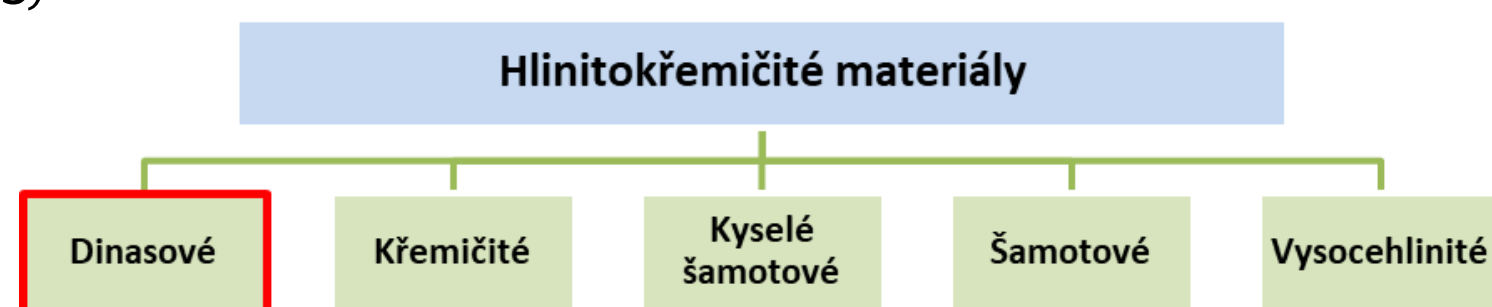 Hlinitokřemičité materiály
Dinasové
Křemičité
Kyselé
šamotové
Šamotové
Vysocehlinité